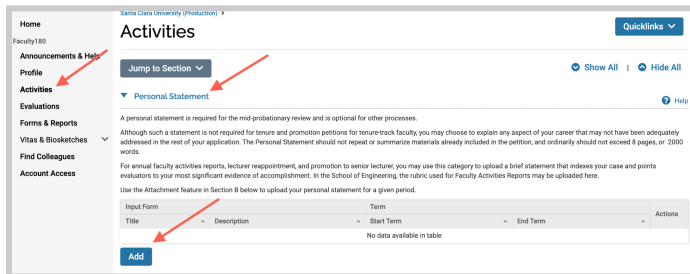 Santa Clara University (Production) >
Home
Faculty180
Announcements & Help
Profile
Activities
Evaluations
Forms & Reports
Vitas & Biosketches
Find Colleagues
Account Access
Activities
Quicklinks
Jump to Section
Show All | Hide All
Personal Statement
Help
A personal statement is required for the mid-probationary review and is optional for other processes.
Although such a statement is not required for tenure and promotion petitions for tenure-track faculty, you may choose to explain any aspect of your career that may not have been adequately
addressed in the rest of your application. The Personal Statement should not repeat or summarize materials already included in the petition, and ordinarily should not exceed 8 pages, or 2000
words.
For annual faculty activities reports, lecturer reappointment, and promotion to senior lecturer, you may use this category to upload a brief statement that indexes your case and points
evaluators to your most significant evidence of accomplishment. In the School of Engineering, the rubric used for Faculty Activities Reports may be uploaded here.
Use the Attachment feature in Section B below to upload your personal statement for a given period.
Input Form Term Actions
Title Description Start Term End Term
No data available in table
Add